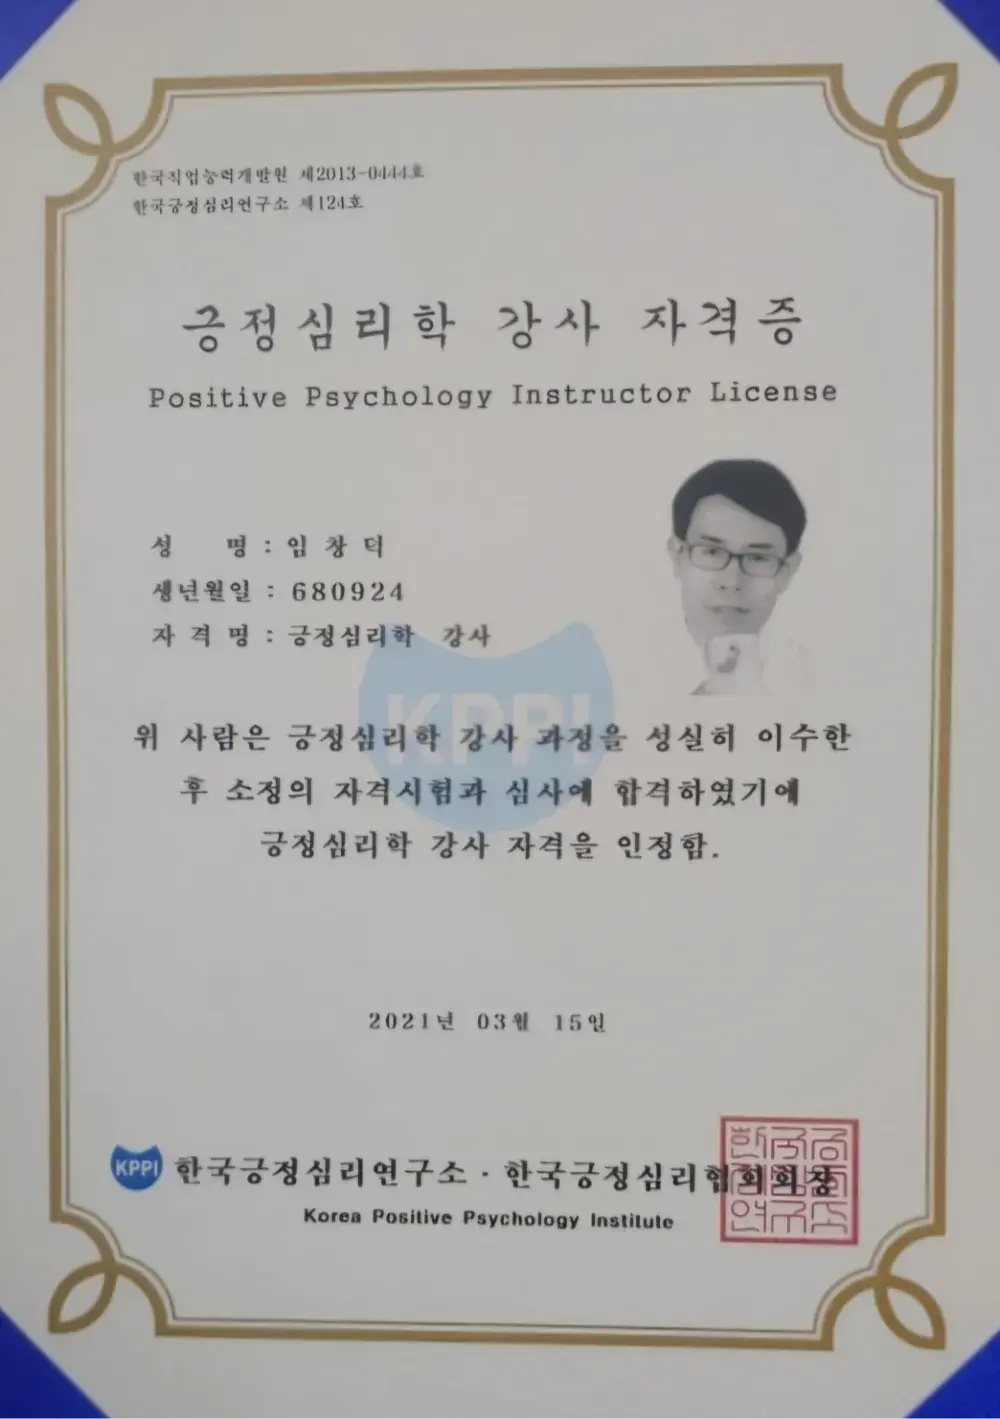 한국직업능력개발원 제2013-0444호
한국긍정심리연구소 제124호
긍정심리학 강사 자격증
Positive Psychology Instructor License
성 명 : 임 창 덕
생년월일 : 680924
자 격 명 : 긍정심리학 강사
KPPI
위 사람은 긍정심리학 강사 과정을 성실히 이수한
후 소정의 자격시험과 심사에 합격하였기에
긍정심리학 강사 자격을 인정함.
2021년 03월 15일
KPPI 한국긍정심리연구소 · 한국긍정심리협회회장
Korea Positive Psychology Institute